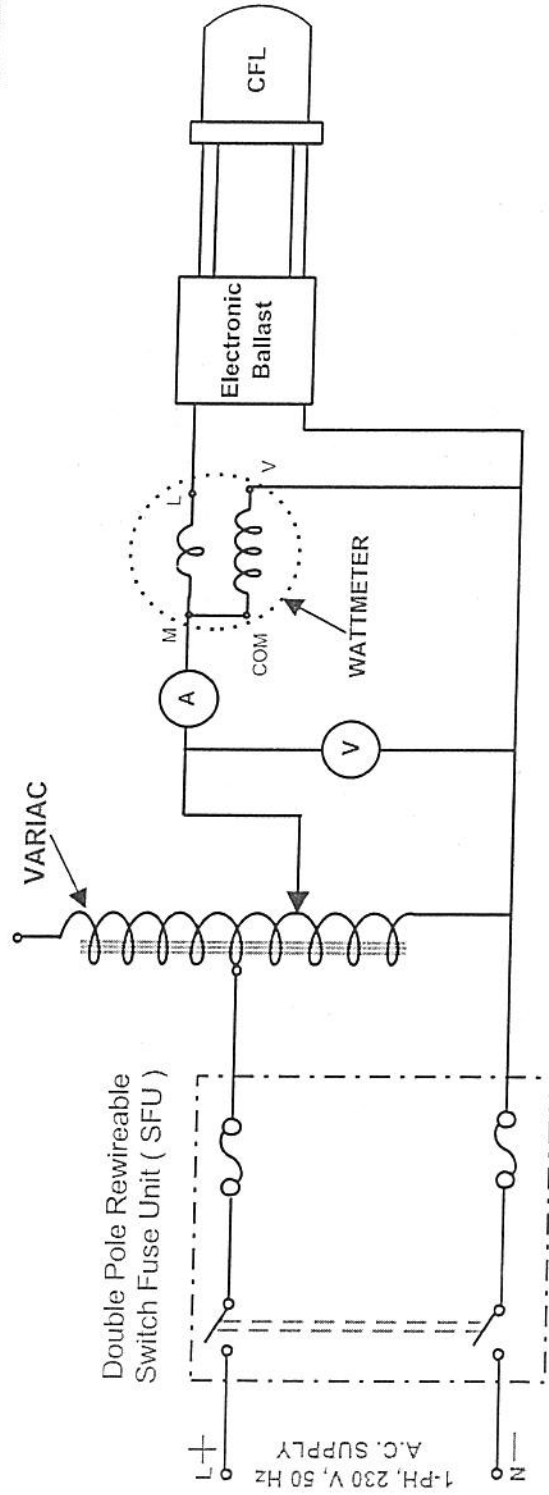 Double Pole Rewireable
Switch Fuse Unit ( SFU )
VARIAC
L
+
1-PH, 230 V, 50 Hz
A.C. SUPPLY
N
—
A
V
M
L
COM
V
WATTMETER
Electronic
Ballast
CFL